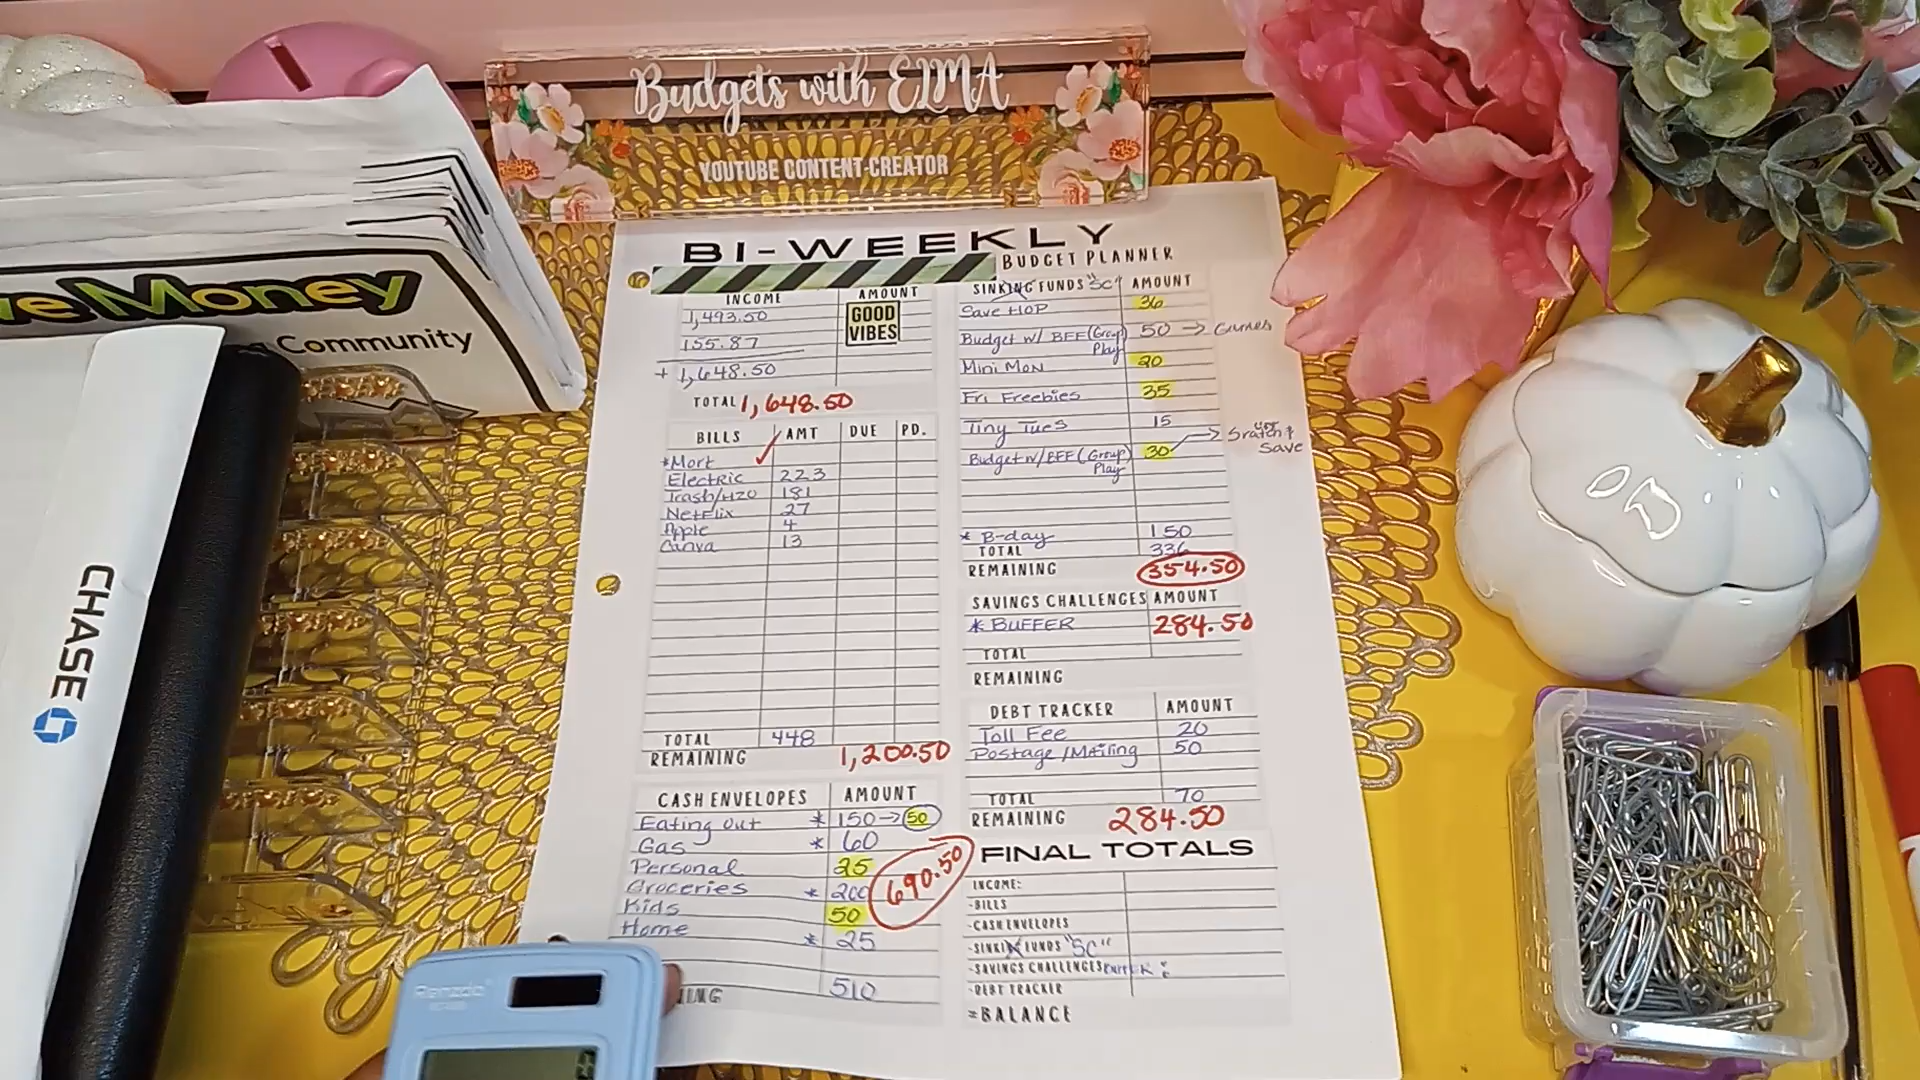 Budgets with ELMA
YOUTUBE CONTENT CREATOR
Money
Community
CHASE
BI-WEEKLY
BUDGET PLANNER
INCOME AMOUNT
1,493.50
GOOD
VIBES
155.87
+ 1,648.50
TOTAL 1,648.50
BILLS AMT DUE PD.
*Mort
Electric 223
Trash/H2O 181
Netflix 27
Apple 4
Canva 13
TOTAL 448
REMAINING 1,200.50
CASH ENVELOPES AMOUNT
Eating Out * 150 → 50
Gas * 60
Personal 25
Groceries * 200
Kids 50
Home * 25
690.50
510
NING
SINKING FUNDS "SC" AMOUNT
Save HOP 36
Budget w/ BFF (Group Play) 50 → Games
Mini Mon 20
Fri Freebies 35
Tiny Tues 15
Budget w/ BFF (Group Play) 30 → Sratch & Save
* B-day 150
TOTAL 336
REMAINING 354.50
SAVINGS CHALLENGES AMOUNT
* BUFFER 284.50
TOTAL
REMAINING
DEBT TRACKER AMOUNT
Toll Fee 20
Postage/Mailing 50
TOTAL 70
REMAINING 284.50
FINAL TOTALS
INCOME:
-BILLS
-CASH ENVELOPES
-SINKING FUNDS "SC"
-SAVINGS CHALLENGES
-DEBT TRACKER
=BALANCE